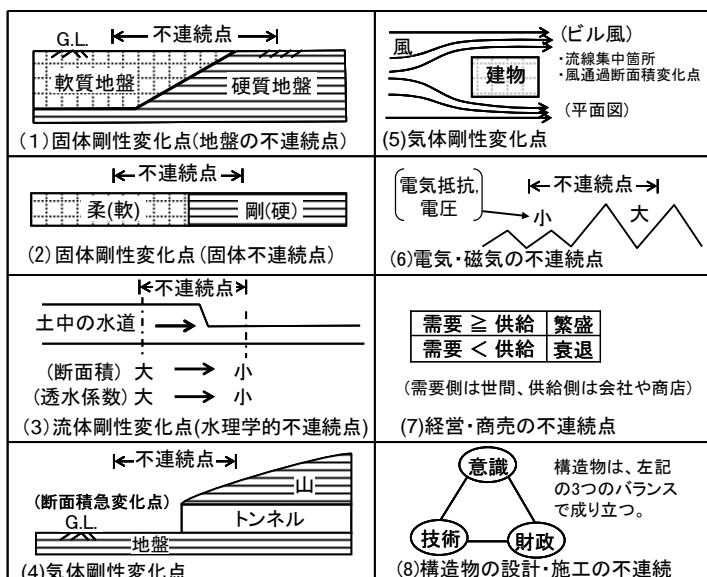 不連続点
G.L.
軟質地盤
硬質地盤
(1)固体剛性変化点(地盤の不連続点)
不連続点
柔(軟)
剛(硬)
(2)固体剛性変化点(固体不連続点)
不連続点
土中の水道
(断面積) 大 小
(透水係数) 大 小
(3)流体剛性変化点(水理学的不連続点)
不連続点
(断面積急変化点)
山
G.L.
トンネル
地盤
(4)気体剛性変化点
(ビル風)
風
・流線集中箇所
・風通過断面積変化点
建物
(平面図)
(5)気体剛性変化点
電気抵抗,
電圧
不連続点
小
大
(6)電気・磁気の不連続点
需要 ≧ 供給 繁盛
需要 < 供給 衰退
(需要側は世間、供給側は会社や商店)
(7)経営・商売の不連続点
意識
技術
財政
構造物は、左記
の3つのバランス
で成り立つ。
(8)構造物の設計・施工の不連続